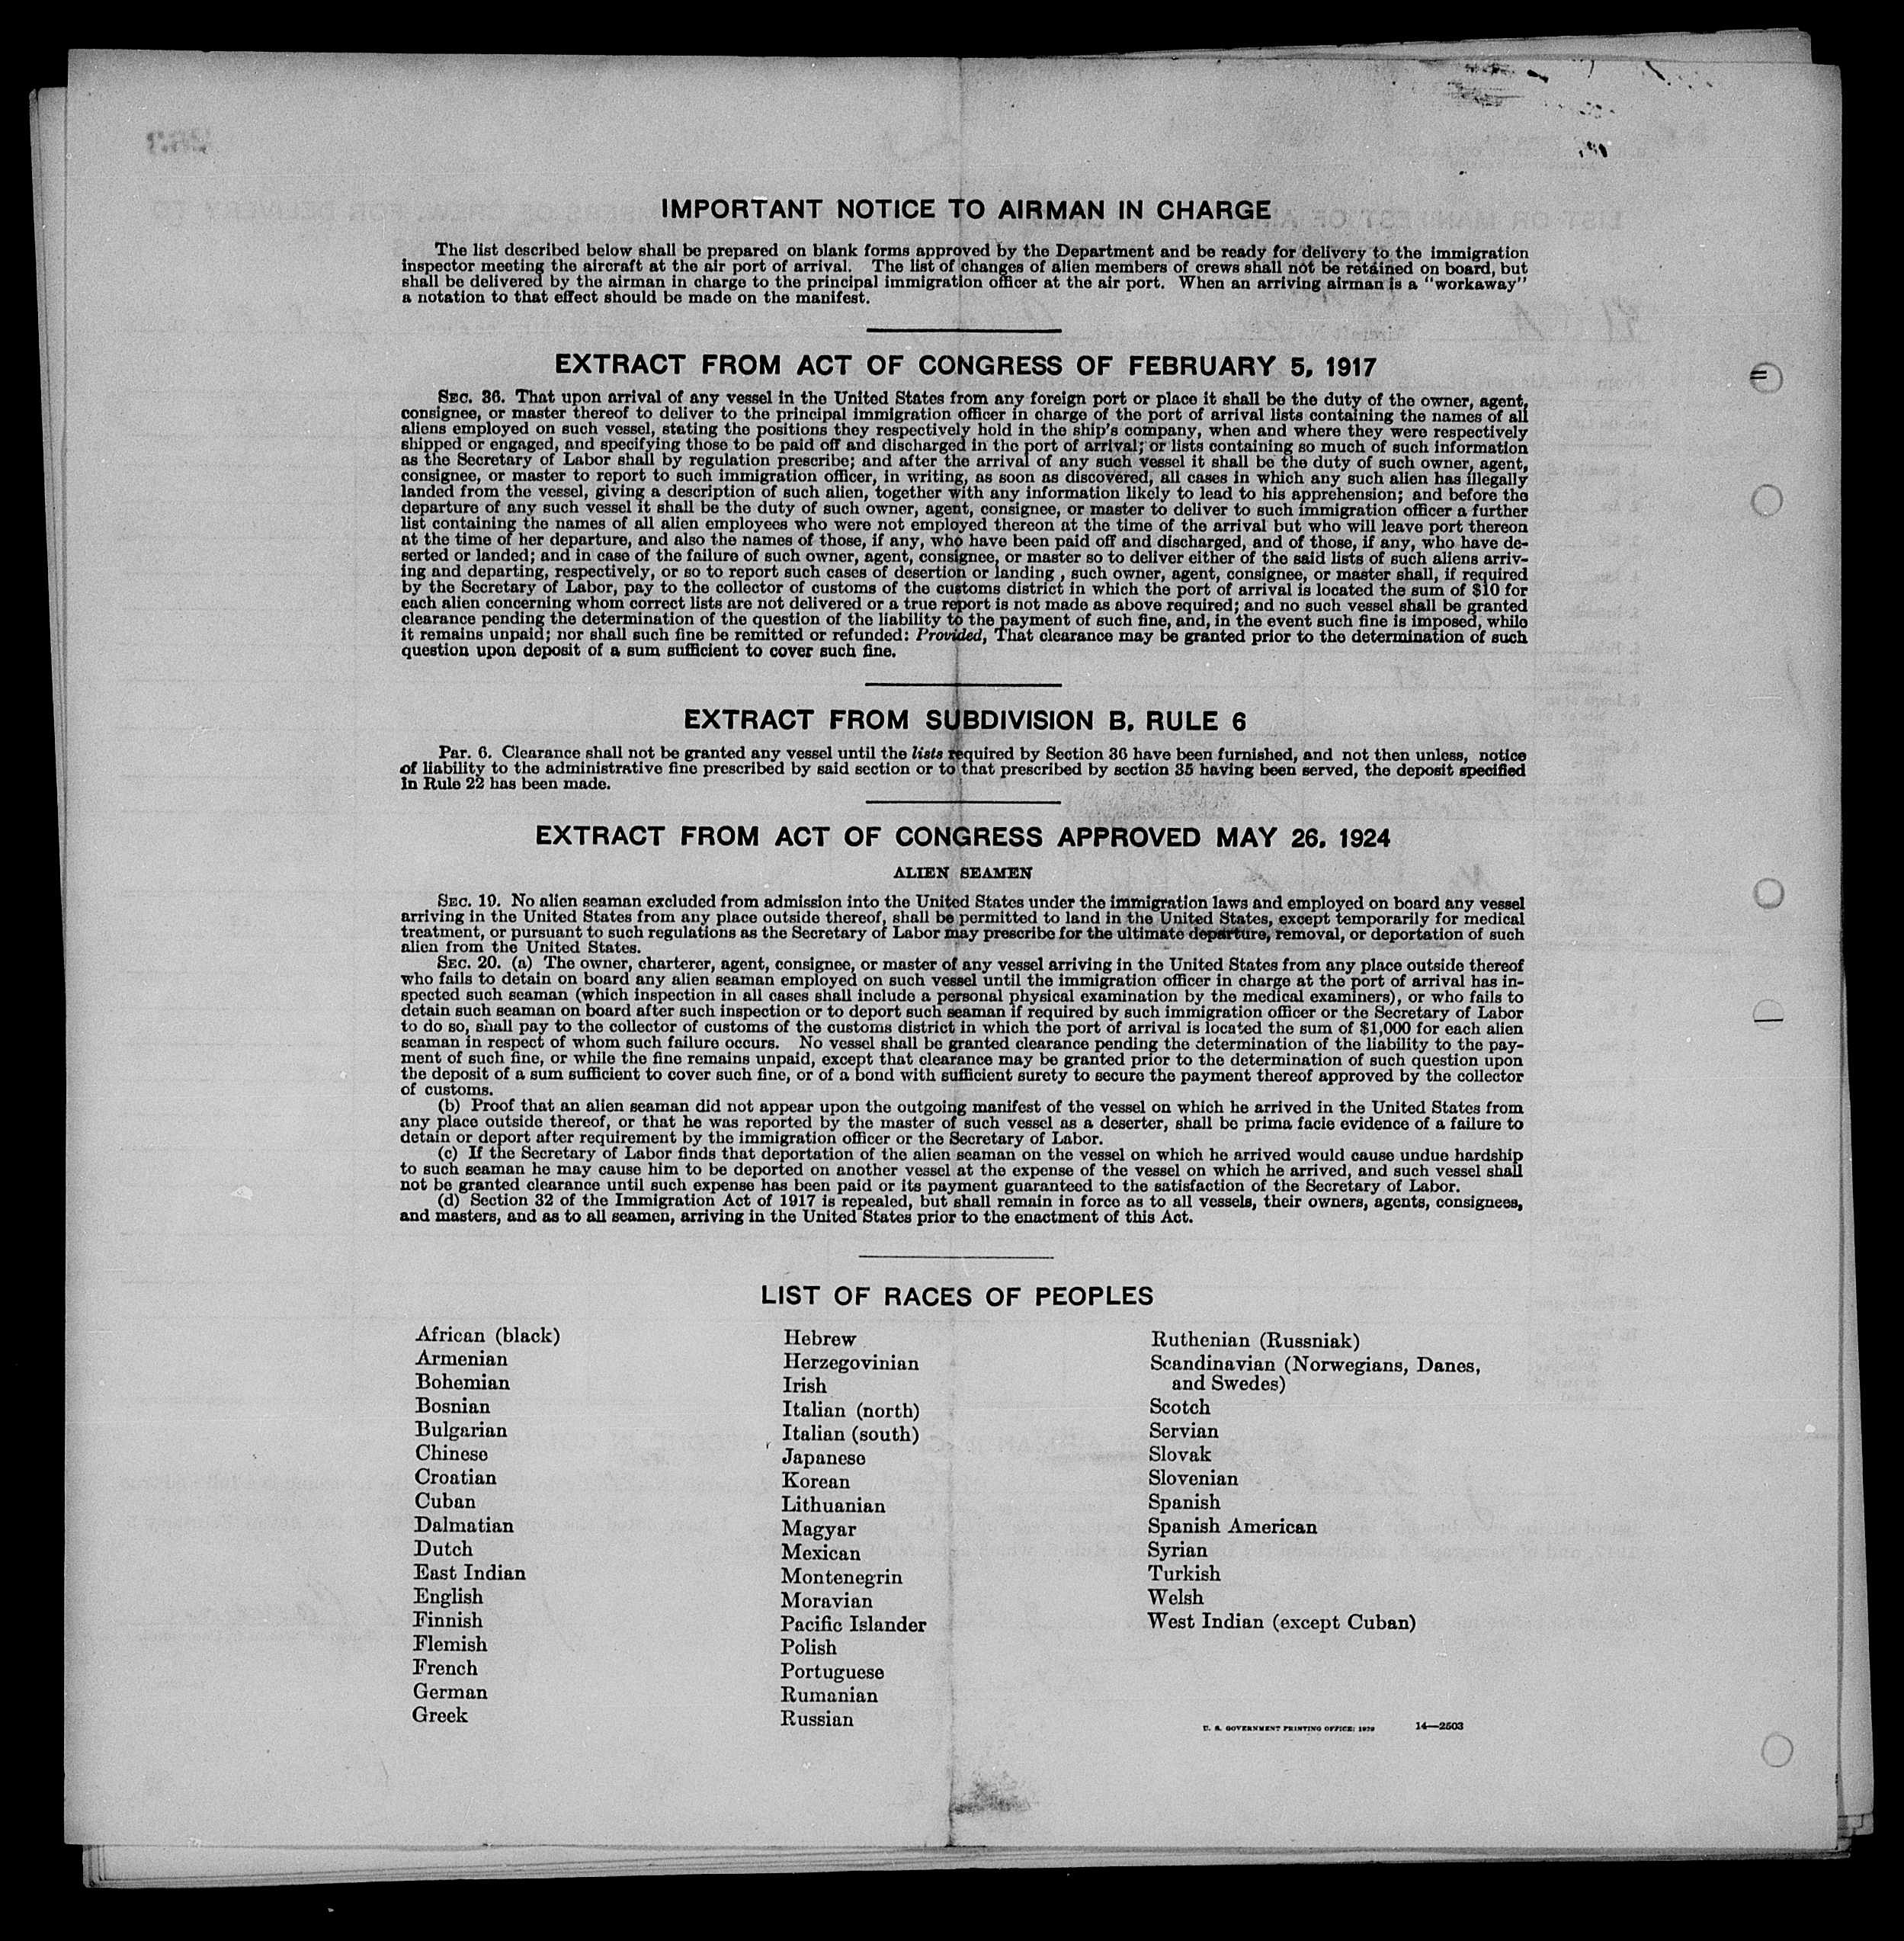 IMPORTANT NOTICE TO AIRMAN IN CHARGE
The list described below shall be prepared on blank forms approved by the Department and be ready for delivery to the immigration
inspector meeting the aircraft at the air port of arrival. The list of changes of alien members of crews shall not be retained on board, but
shall be delivered by the airman in charge to the principal immigration officer at the air port. When an arriving airman is a "workaway"
a notation to that effect should be made on the manifest.
EXTRACT FROM ACT OF CONGRESS OF FEBRUARY 5, 1917
SEC. 36. That upon arrival of any vessel in the United States from any foreign port or place it shall be the duty of the owner, agent,
consignee, or master thereof to deliver to the principal immigration officer in charge of the port of arrival lists containing the names of all
aliens employed on such vessel, stating the positions they respectively hold in the ship's company, when and where they were respectively
shipped or engaged, and specifying those to be paid off and discharged in the port of arrival; or lists containing so much of such information
as the Secretary of Labor shall by regulation prescribe; and after the arrival of any such vessel it shall be the duty of such owner, agent,
consignee, or master to report to such immigration officer, in writing, as soon as discovered, all cases in which any such alien has illegally
landed from the vessel, giving a description of such alien, together with any information likely to lead to his apprehension; and before the
departure of any such vessel it shall be the duty of such owner, agent, consignee, or master to deliver to such immigration officer a further
list containing the names of all alien employees who were not employed thereon at the time of the arrival but who will leave port thereon
at the time of her departure, and also the names of those, if any, who have been paid off and discharged, and of those, if any, who have de-
serted or landed; and in case of the failure of such owner, agent, consignee, or master so to deliver either of the said lists of such aliens arriv-
ing and departing, respectively, or so to report such cases of desertion or landing , such owner, agent, consignee, or master shall, if required
by the Secretary of Labor, pay to the collector of customs of the customs district in which the port of arrival is located the sum of $10 for
each alien concerning whom correct lists are not delivered or a true report is not made as above required; and no such vessel shall be granted
clearance pending the determination of the question of the liability to the payment of such fine, and, in the event such fine is imposed, while
it remains unpaid; nor shall such fine be remitted or refunded: Provided, That clearance may be granted prior to the determination of such
question upon deposit of a sum sufficient to cover such fine.
EXTRACT FROM SUBDIVISION B, RULE 6
Par. 6. Clearance shall not be granted any vessel until the lists required by Section 36 have been furnished, and not then unless, notice
of liability to the administrative fine prescribed by said section or to that prescribed by section 35 having been served, the deposit specified
in Rule 22 has been made.
EXTRACT FROM ACT OF CONGRESS APPROVED MAY 26, 1924
ALIEN SEAMEN
SEC. 19. No alien seaman excluded from admission into the United States under the immigration laws and employed on board any vessel
arriving in the United States from any place outside thereof, shall be permitted to land in the United States, except temporarily for medical
treatment, or pursuant to such regulations as the Secretary of Labor may prescribe for the ultimate departure, removal, or deportation of such
alien from the United States.
SEC. 20. (a) The owner, charterer, agent, consignee, or master of any vessel arriving in the United States from any place outside thereof
who fails to detain on board any alien seaman employed on such vessel until the immigration officer in charge at the port of arrival has in-
spected such seaman (which inspection in all cases shall include a personal physical examination by the medical examiners), or who fails to
detain such seaman on board after such inspection or to deport such seaman if required by such immigration officer or the Secretary of Labor
to do so, shall pay to the collector of customs of the customs district in which the port of arrival is located the sum of $1,000 for each alien
seaman in respect of whom such failure occurs. No vessel shall be granted clearance pending the determination of the liability to the pay-
ment of such fine, or while the fine remains unpaid, except that clearance may be granted prior to the determination of such question upon
the deposit of a sum sufficient to cover such fine, or of a bond with sufficient surety to secure the payment thereof approved by the collector
of customs.
(b) Proof that an alien seaman did not appear upon the outgoing manifest of the vessel on which he arrived in the United States from
any place outside thereof, or that he was reported by the master of such vessel as a deserter, shall be prima facie evidence of a failure to
detain or deport after requirement by the immigration officer or the Secretary of Labor.
(c) If the Secretary of Labor finds that deportation of the alien seaman on the vessel on which he arrived would cause undue hardship
to such seaman he may cause him to be deported on another vessel at the expense of the vessel on which he arrived, and such vessel shall
not be granted clearance until such expense has been paid or its payment guaranteed to the satisfaction of the Secretary of Labor.
(d) Section 32 of the Immigration Act of 1917 is repealed, but shall remain in force as to all vessels, their owners, agents, consignees,
and masters, and as to all seamen, arriving in the United States prior to the enactment of this Act.
LIST OF RACES OF PEOPLES
African (black)
Armenian
Bohemian
Bosnian
Bulgarian
Chinese
Croatian
Cuban
Dalmatian
Dutch
East Indian
English
Finnish
Flemish
French
German
Greek
Hebrew
Herzegovinian
Irish
Italian (north)
Italian (south)
Japanese
Korean
Lithuanian
Magyar
Mexican
Montenegrin
Moravian
Pacific Islander
Polish
Portuguese
Rumanian
Russian
Ruthenian (Russniak)
Scandinavian (Norwegians, Danes,
and Swedes)
Scotch
Servian
Slovak
Slovenian
Spanish
Spanish American
Syrian
Turkish
Welsh
West Indian (except Cuban)
U. S. GOVERNMENT PRINTING OFFICE: 1929 14—2503